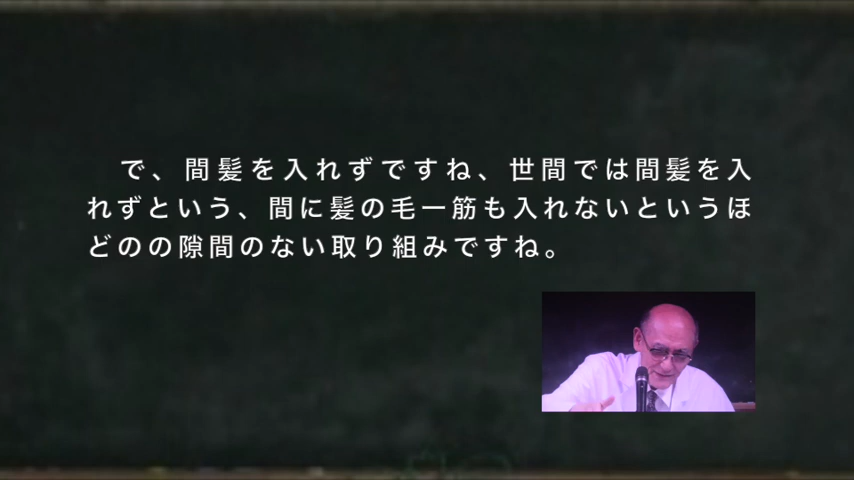 で、間髪を入れずですね、世間では間髪を入
れずという、間に髪の毛一筋も入れないというほ
どのの隙間のない取り組みですね。